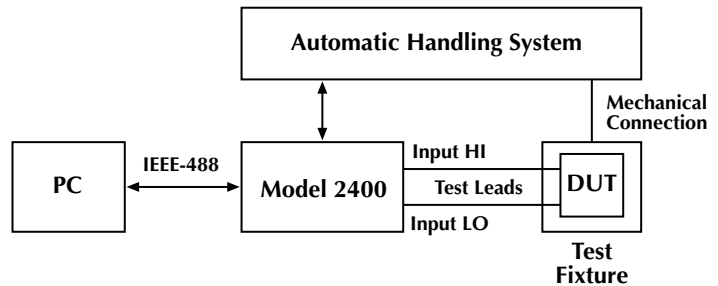 Automatic Handling System
Mechanical
Connection
IEEE-488
Input HI
PC
Model 2400
Test Leads
DUT
Input LO
Test
Fixture